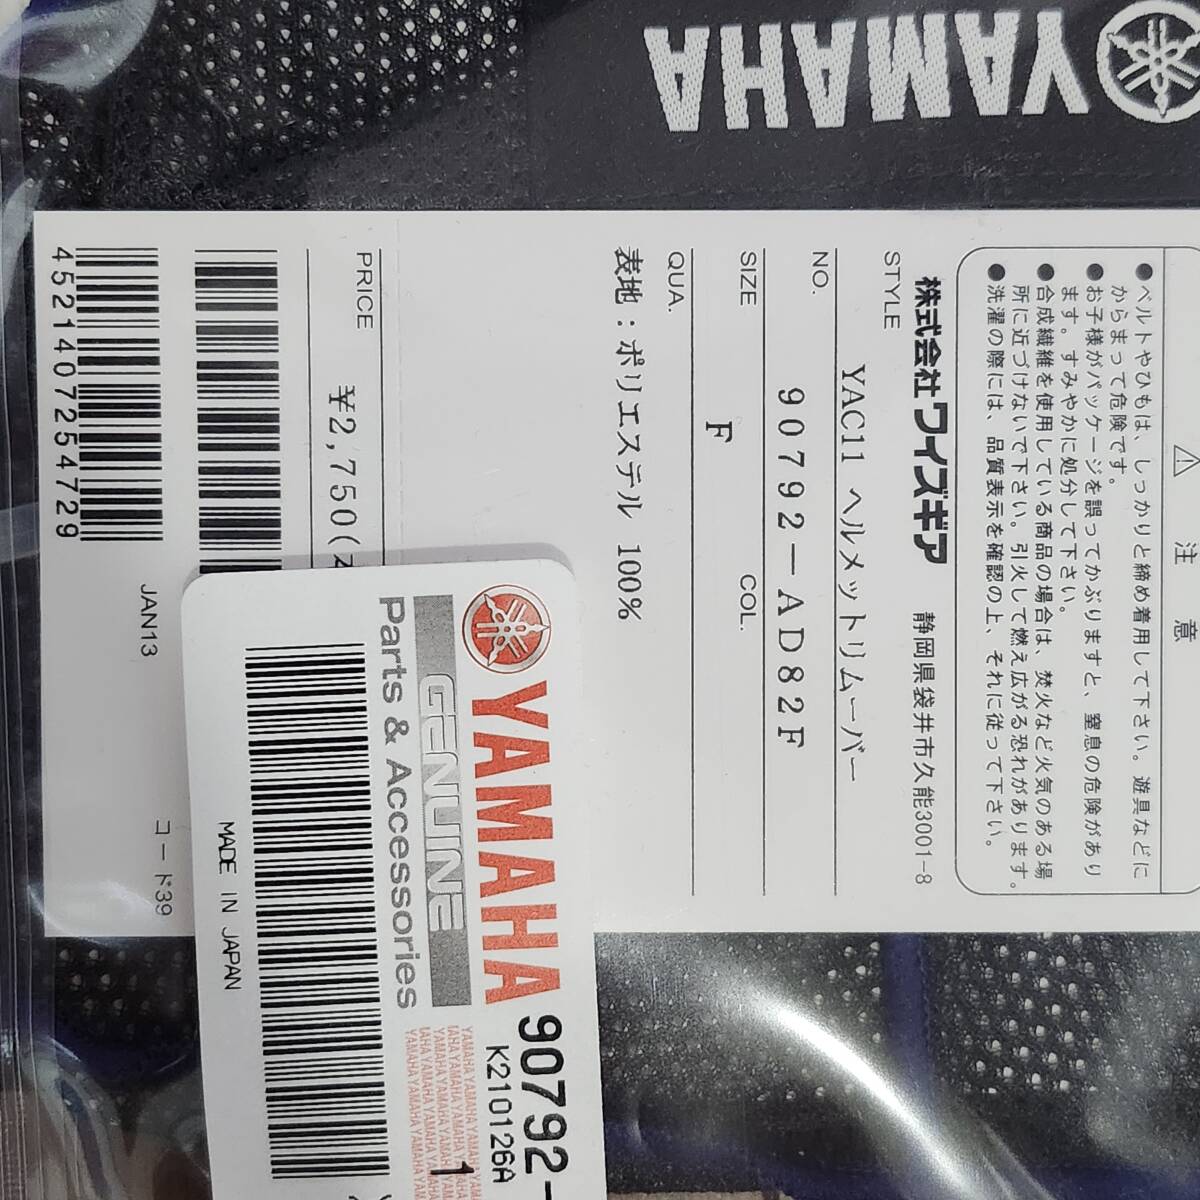 YAMAHA
注 意
●ベルトやひもは、しっかりと締め着用して下さい。遊具などに
からまって危険です。
●お子様がパッケージを誤ってかぶりますと、窒息の危険があり
ます。すみやかに処分して下さい。
●合成繊維を使用している商品の場合は、焚火など火気のある場
所に近づけないで下さい。引火して燃え広がる恐れがあります。
●洗濯の際には、品質表示を確認の上、それに従って下さい。
株式会社ワイズギア 静岡県袋井市久能3001-8
STYLE
YAC11 ヘルメットリムーバー
NO.
90792-AD82F
SIZE COL.
F
QUA.
表地：ポリエステル 100%
PRICE
¥2,750(
4521407254729
JAN13
コード39
YAMAHA
GENUINE
Parts & Accessories
MADE IN JAPAN
90792-
K210126A
1
YAMAHAYAMAHAYAMAHA